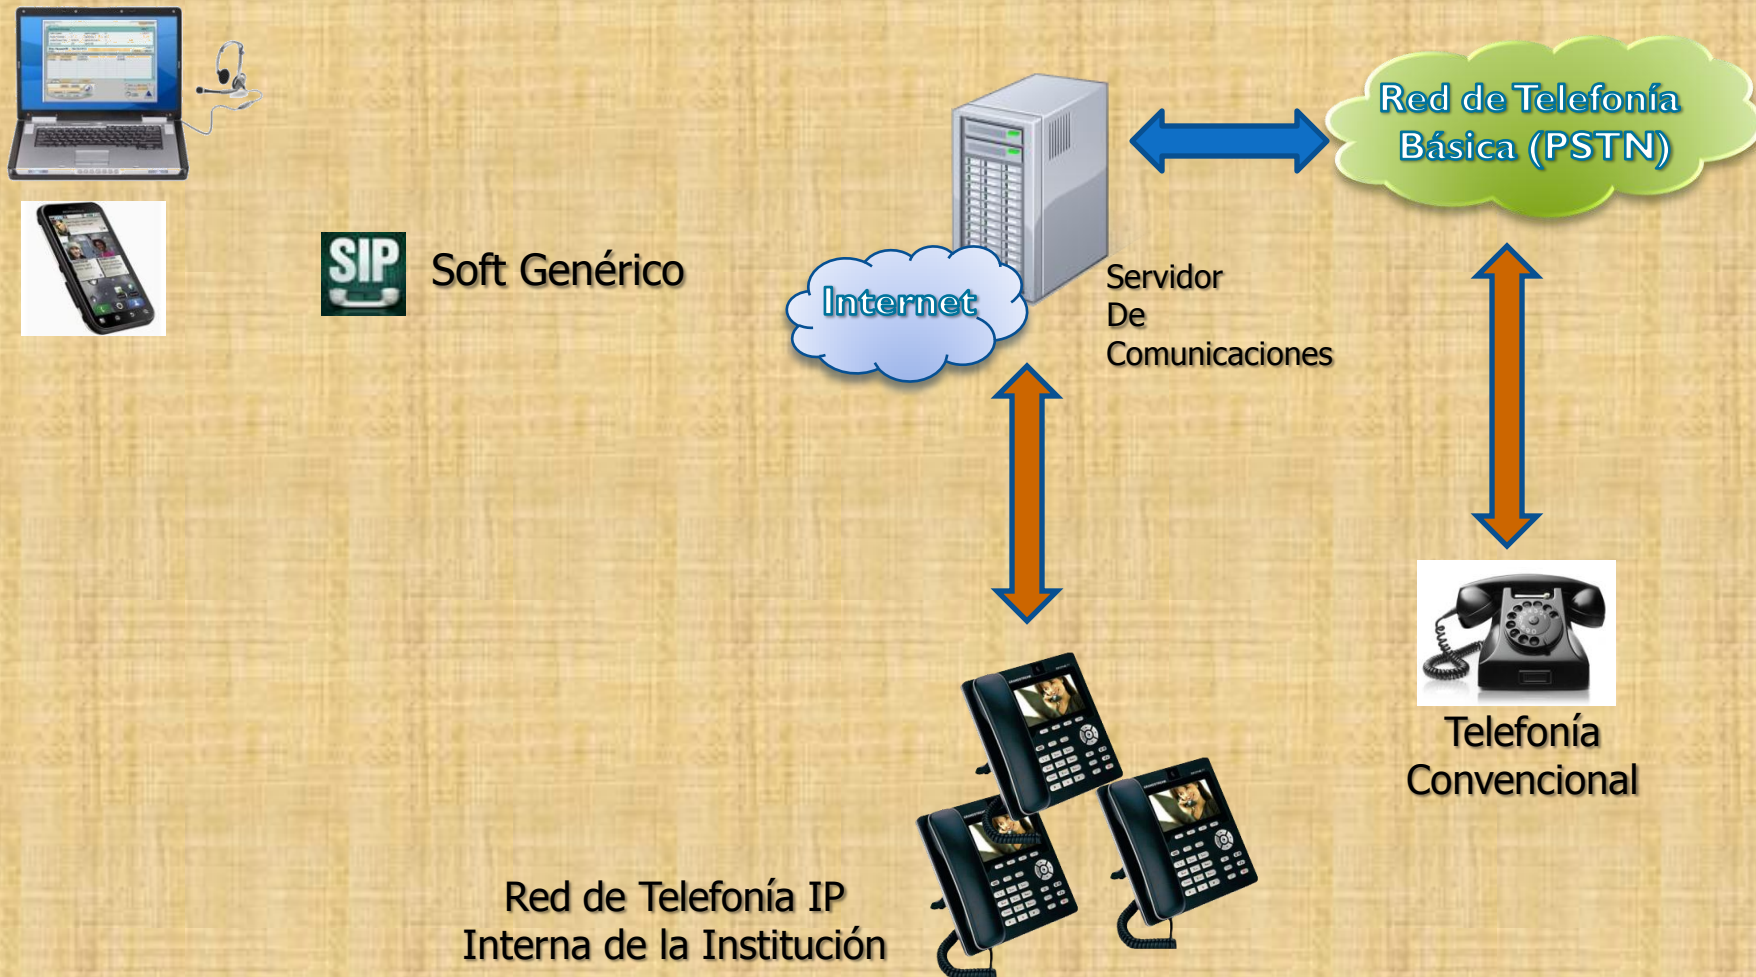 SIP
Soft Genérico
Internet
Servidor
De
Comunicaciones
Red de Telefonía
Básica (PSTN)
Telefonía
Convencional
Red de Telefonía IP
Interna de la Institución